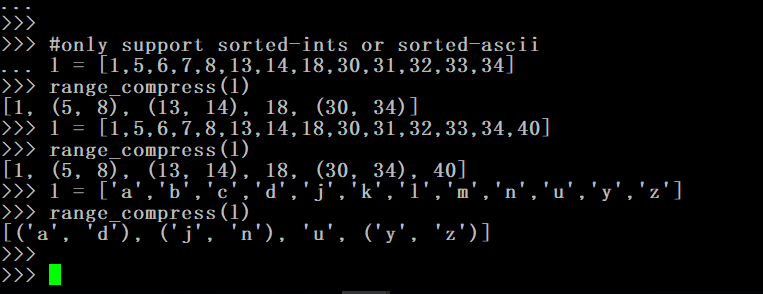 ...
>>>
>>> #only support sorted-ints or sorted-ascii
... l = [1,5,6,7,8,13,14,18,30,31,32,33,34]
>>> range_compress(l)
[1, (5, 8), (13, 14), 18, (30, 34)]
>>> l = [1,5,6,7,8,13,14,18,30,31,32,33,34,40]
>>> range_compress(l)
[1, (5, 8), (13, 14), 18, (30, 34), 40]
>>> l = ['a','b','c','d','j','k','l','m','n','u','y','z']
>>> range_compress(l)
[('a', 'd'), ('j', 'n'), 'u', ('y', 'z')]
>>>
>>>